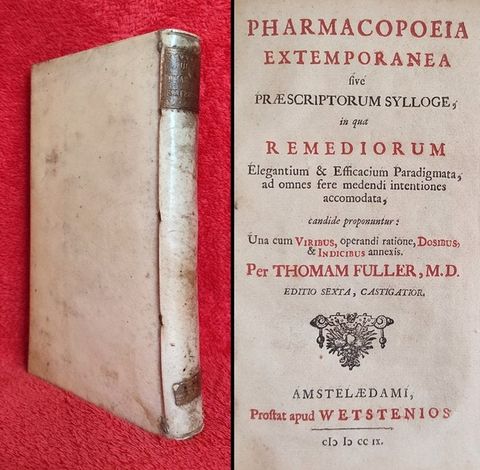 PHARMACOPOEIA
EXTEMPORANEA
sive
PRÆSCRIPTORUM SYLLOGE,
in qua
REMEDIORUM
Elegantium & Efficacium Paradigmata,
ad omnes fere medendi intentiones
accomodata,
candide proponuntur:
Una cum VIRIBUS, operandi ratione, DOSIBUS,
& INDICIBUS annexis.
Per THOMAM FULLER, M.D.
EDITIO SEXTA, CASTIGATIOR.
AMSTELÆDAMI,
Prostat apud WETSTENIOS
cIↃ IↃ cc IX.